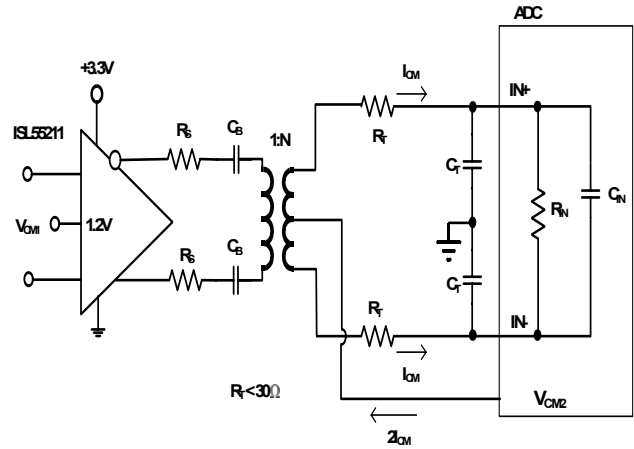 ADC
+3.3V
ICM
IN+
ISL55211
RS
CB
1:N
RT
CT
CIN
VCM1
1.2V
RIN
RS
CB
CT
RT
IN-
ICM
RT<30Ω
VCM2
2ICM